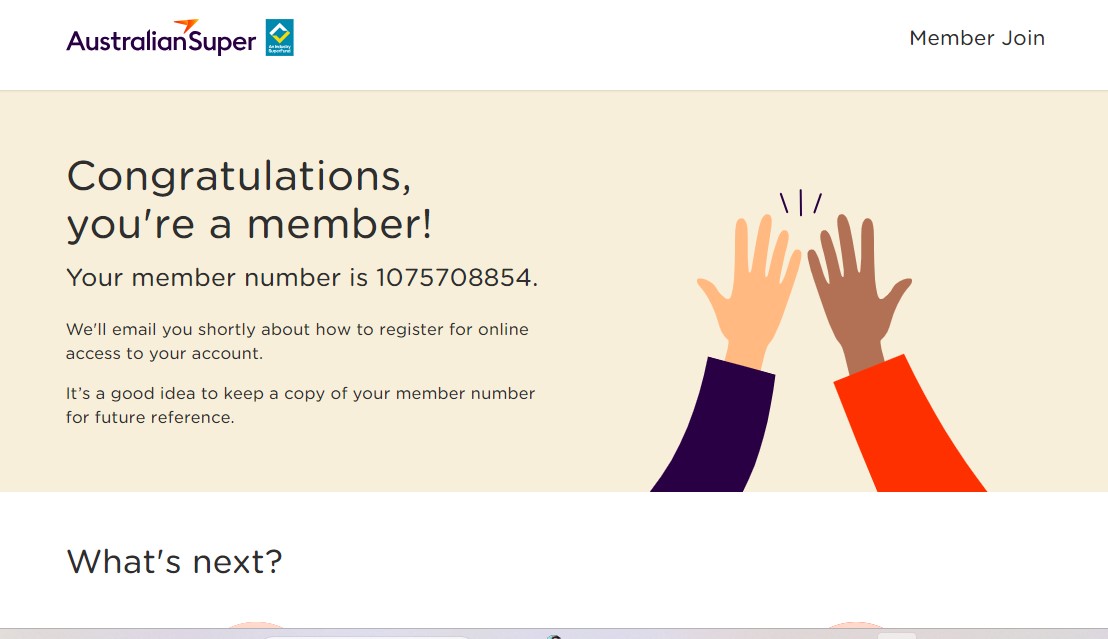 AustralianSuper
An Industry
SuperFund
Member Join
Congratulations,
you're a member!
Your member number is 1075708854.
We'll email you shortly about how to register for online
access to your account.
It’s a good idea to keep a copy of your member number
for future reference.
What's next?